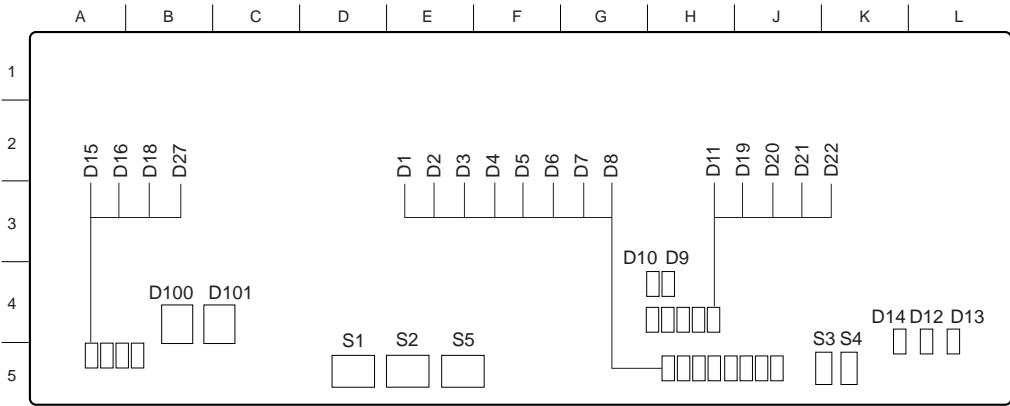 A B C D E F G H J K L
1
2
D15 D16 D18 D27 D1 D2 D3 D4 D5 D6 D7 D8 D11 D19 D20 D21 D22
3
D10 D9
4
D100 D101
D14 D12 D13
S1 S2 S5 S3 S4
5